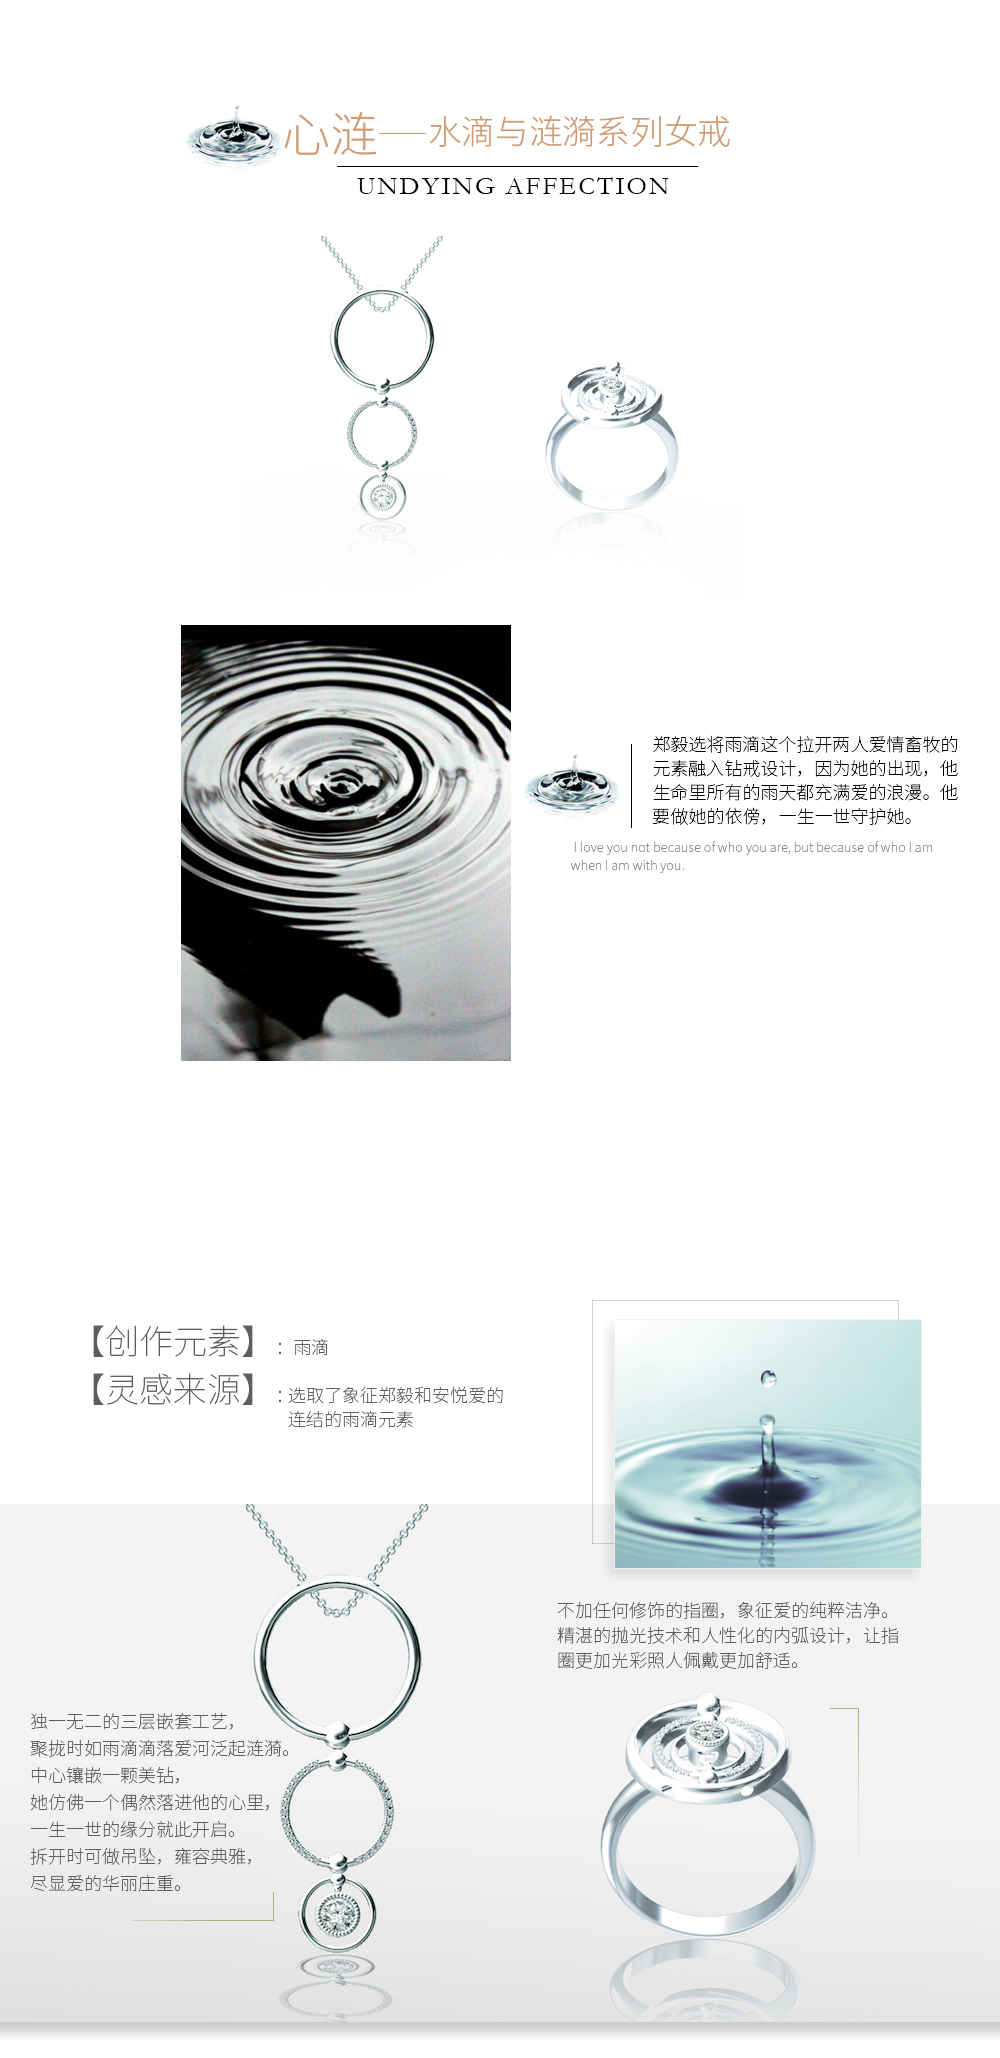 心涟——水滴与涟漪系列女戒
UNDYING AFFECTION
郑毅选将雨滴这个拉开两人爱情畜牧的
元素融入钻戒设计，因为她的出现，他
生命里所有的雨天都充满爱的浪漫。他
要做她的依傍，一生一世守护她。
I love you not because of who you are, but because of who I am
when I am with you.
【创作元素】：雨滴
【灵感来源】：选取了象征郑毅和安悦爱的
连结的雨滴元素
不加任何修饰的指圈，象征爱的纯粹洁净。
精湛的抛光技术和人性化的内弧设计，让指
圈更加光彩照人佩戴更加舒适。
独一无二的三层嵌套工艺，
聚拢时如雨滴滴落爱河泛起涟漪。
中心镶嵌一颗美钻，
她仿佛一个偶然落进他的心里，
一生一世的缘分就此开启。
拆开时可做吊坠，雍容典雅，
尽显爱的华丽庄重。